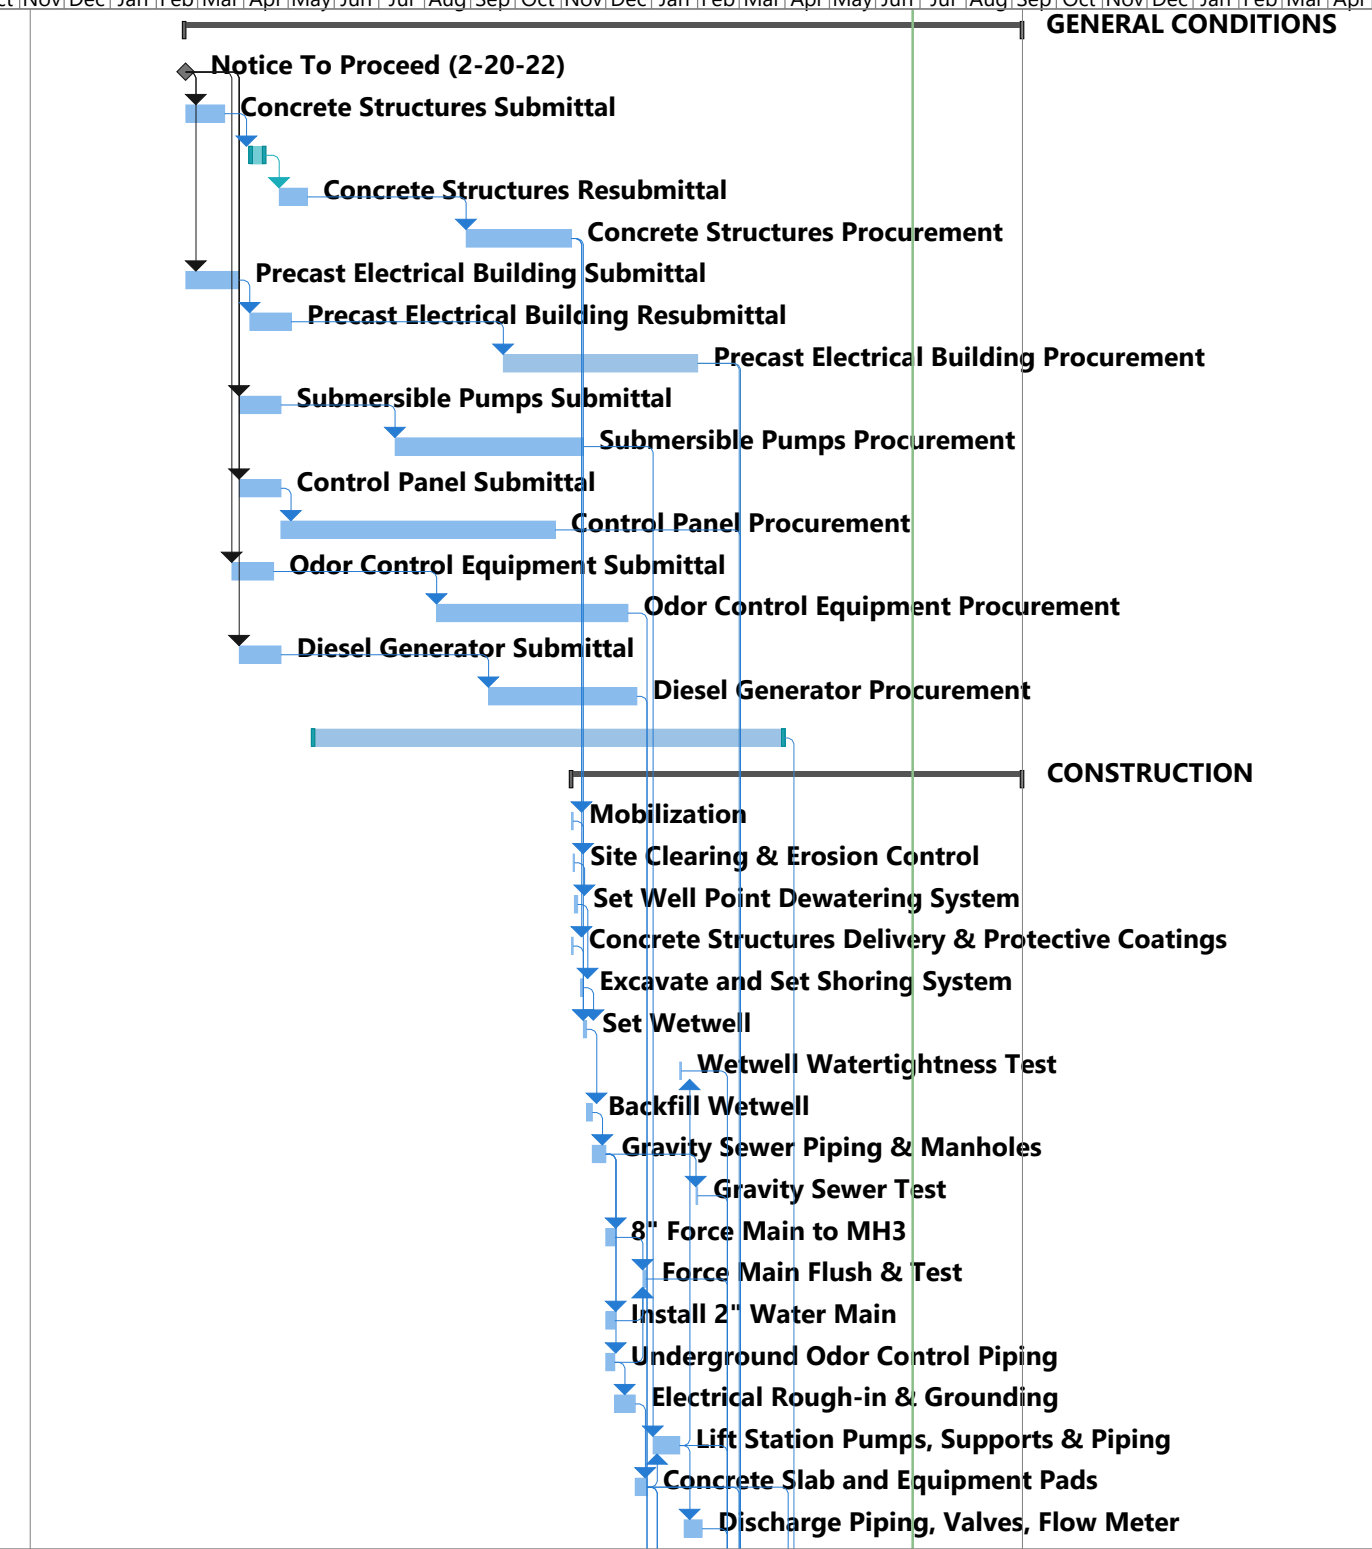 Oct Nov Dec Jan Feb Mar Apr May Jun Jul Aug Sep Oct Nov Dec Jan Feb Mar Apr May Jun Jul Aug Sep Oct Nov Dec Jan Feb Mar Apr
GENERAL CONDITIONS
Notice To Proceed (2-20-22)
Concrete Structures Submittal
Concrete Structures Resubmittal
Concrete Structures Procurement
Precast Electrical Building Submittal
Precast Electrical Building Resubmittal
Precast Electrical Building Procurement
Submersible Pumps Submittal
Submersible Pumps Procurement
Control Panel Submittal
Control Panel Procurement
Odor Control Equipment Submittal
Odor Control Equipment Procurement
Diesel Generator Submittal
Diesel Generator Procurement
CONSTRUCTION
Mobilization
Site Clearing & Erosion Control
Set Well Point Dewatering System
Concrete Structures Delivery & Protective Coatings
Excavate and Set Shoring System
Set Wetwell
Wetwell Watertightness Test
Backfill Wetwell
Gravity Sewer Piping & Manholes
Gravity Sewer Test
8" Force Main to MH3
Force Main Flush & Test
Install 2" Water Main
Underground Odor Control Piping
Electrical Rough-in & Grounding
Lift Station Pumps, Supports & Piping
Concrete Slab and Equipment Pads
Discharge Piping, Valves, Flow Meter